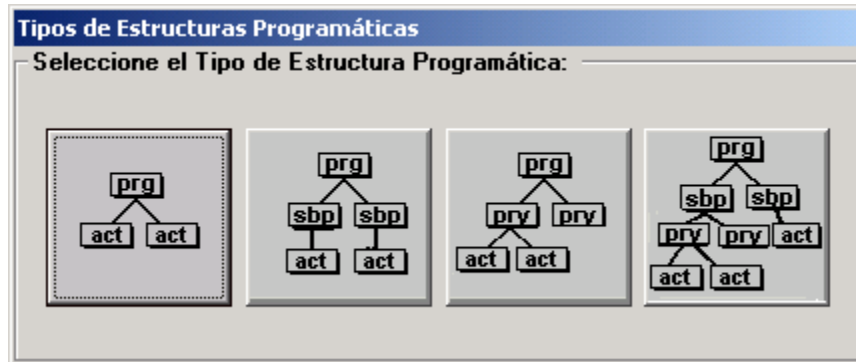 Tipos de Estructuras Programáticas
Seleccione el Tipo de Estructura Programática:
prg
act act
prg
sbp sbp
act act
prg
pry pry
act act
prg
sbp sbp
pry pry act
act act